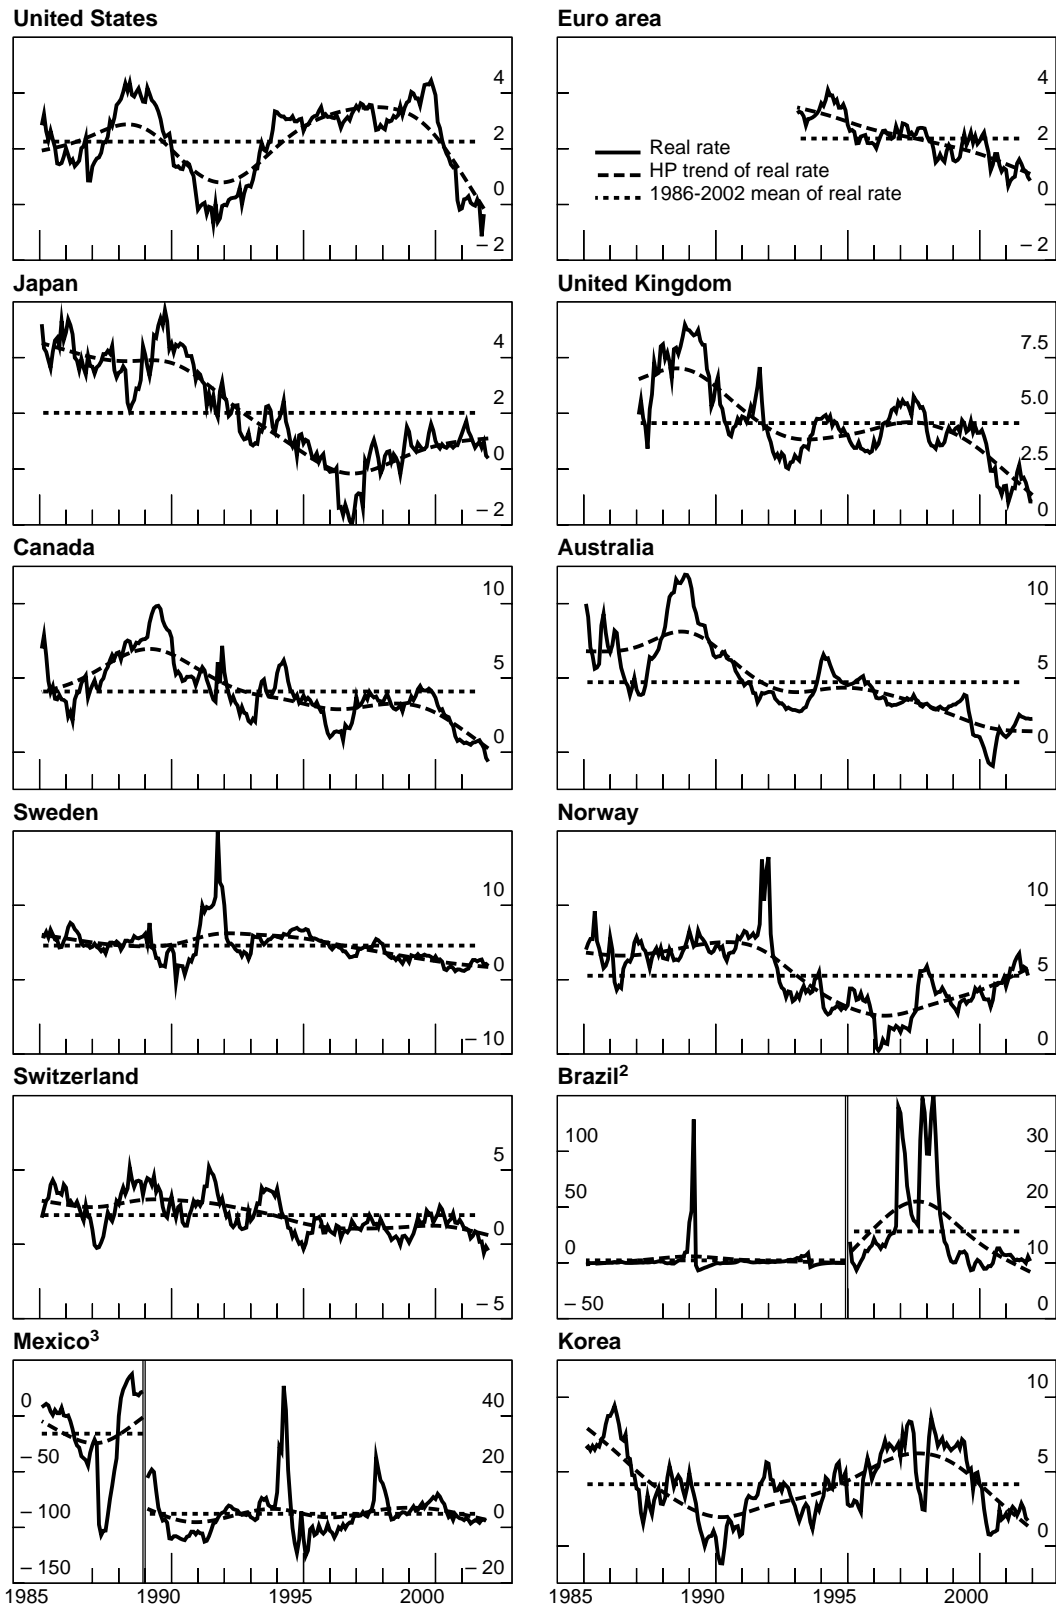 United States
4
2
0
– 2
Euro area
4
2
0
– 2
Real rate
HP trend of real rate
1986-2002 mean of real rate
Japan
4
2
0
– 2
United Kingdom
7.5
5.0
2.5
0
Canada
10
5
0
Australia
10
5
0
Sweden
10
0
– 10
Norway
10
5
0
Switzerland
5
0
– 5
Brazil²
100
50
0
– 50
30
20
10
0
Mexico³
0
– 50
– 100
– 150
40
20
0
– 20
Korea
10
5
0
1985 1990 1995 2000
1985 1990 1995 2000